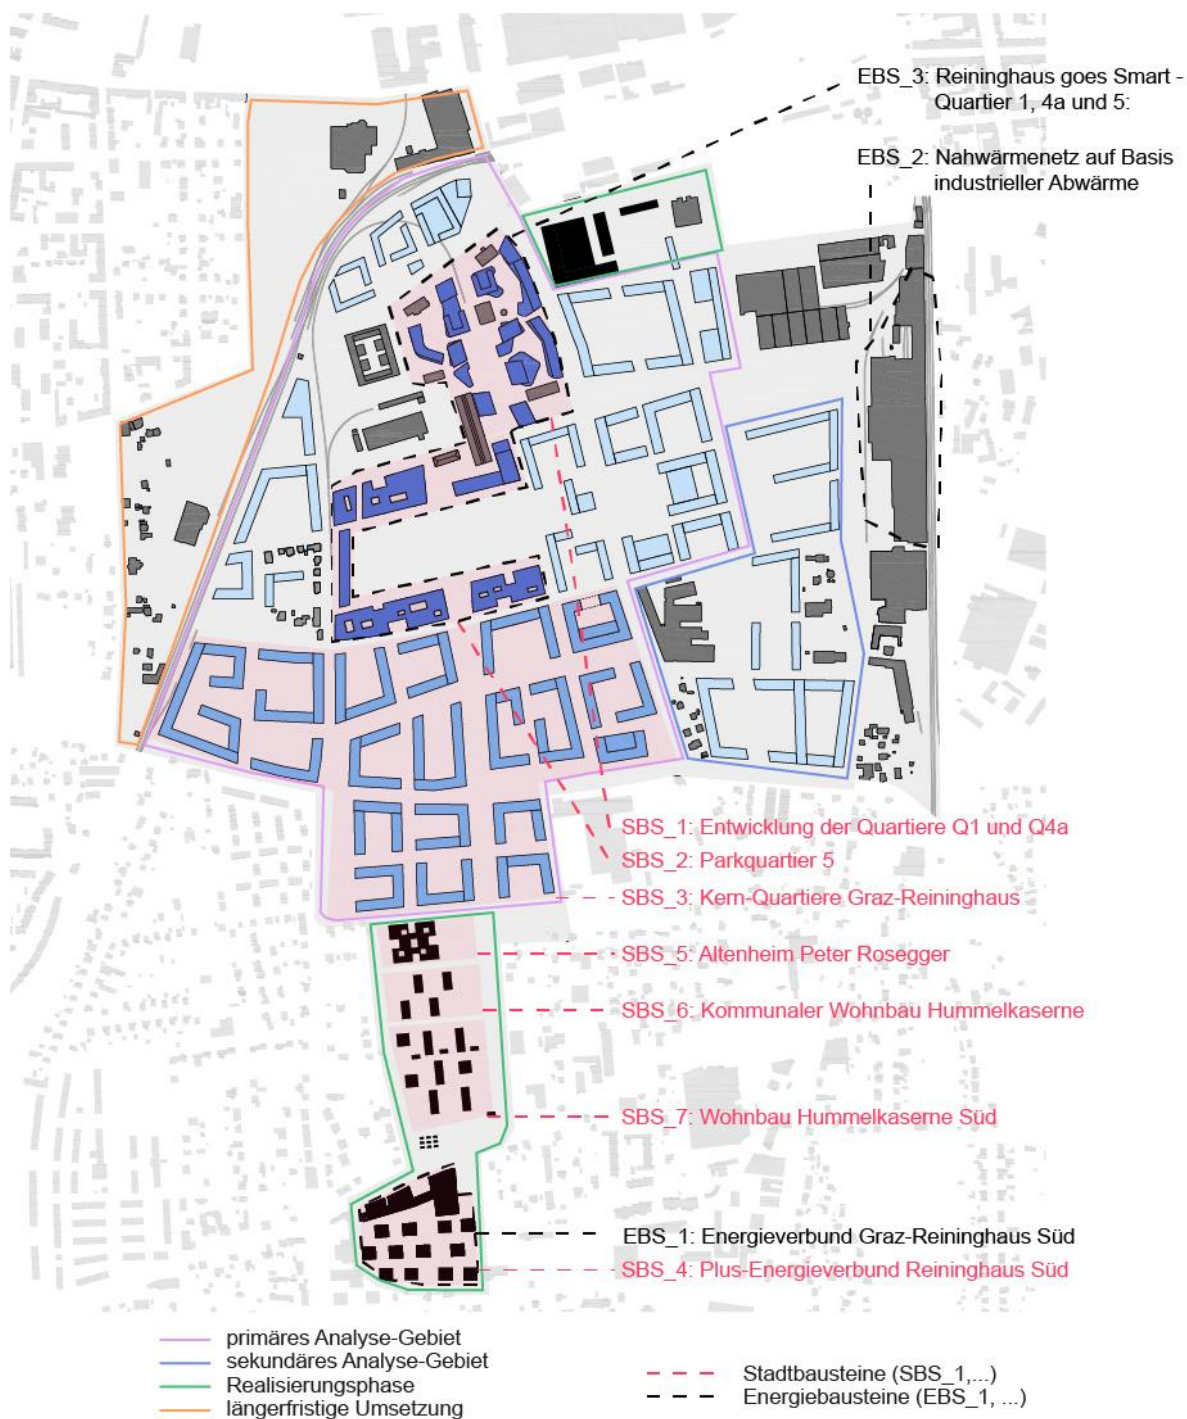 EBS_3: Reininghaus goes Smart -
Quartier 1, 4a und 5:
EBS_2: Nahwärmenetz auf Basis
industrieller Abwärme
SBS_1: Entwicklung der Quartiere Q1 und Q4a
SBS_2: Parkquartier 5
SBS_3: Kern-Quartiere Graz-Reininghaus
SBS_5: Altenheim Peter Rosegger
SBS_6: Kommunaler Wohnbau Hummelkaserne
SBS_7: Wohnbau Hummelkaserne Süd
EBS_1: Energieverbund Graz-Reininghaus Süd
SBS_4: Plus-Energieverbund Reininghaus Süd
primäres Analyse-Gebiet
sekundäres Analyse-Gebiet
Realisierungsphase
längerfristige Umsetzung
Stadtbausteine (SBS_1,...)
Energiebausteine (EBS_1, ...)